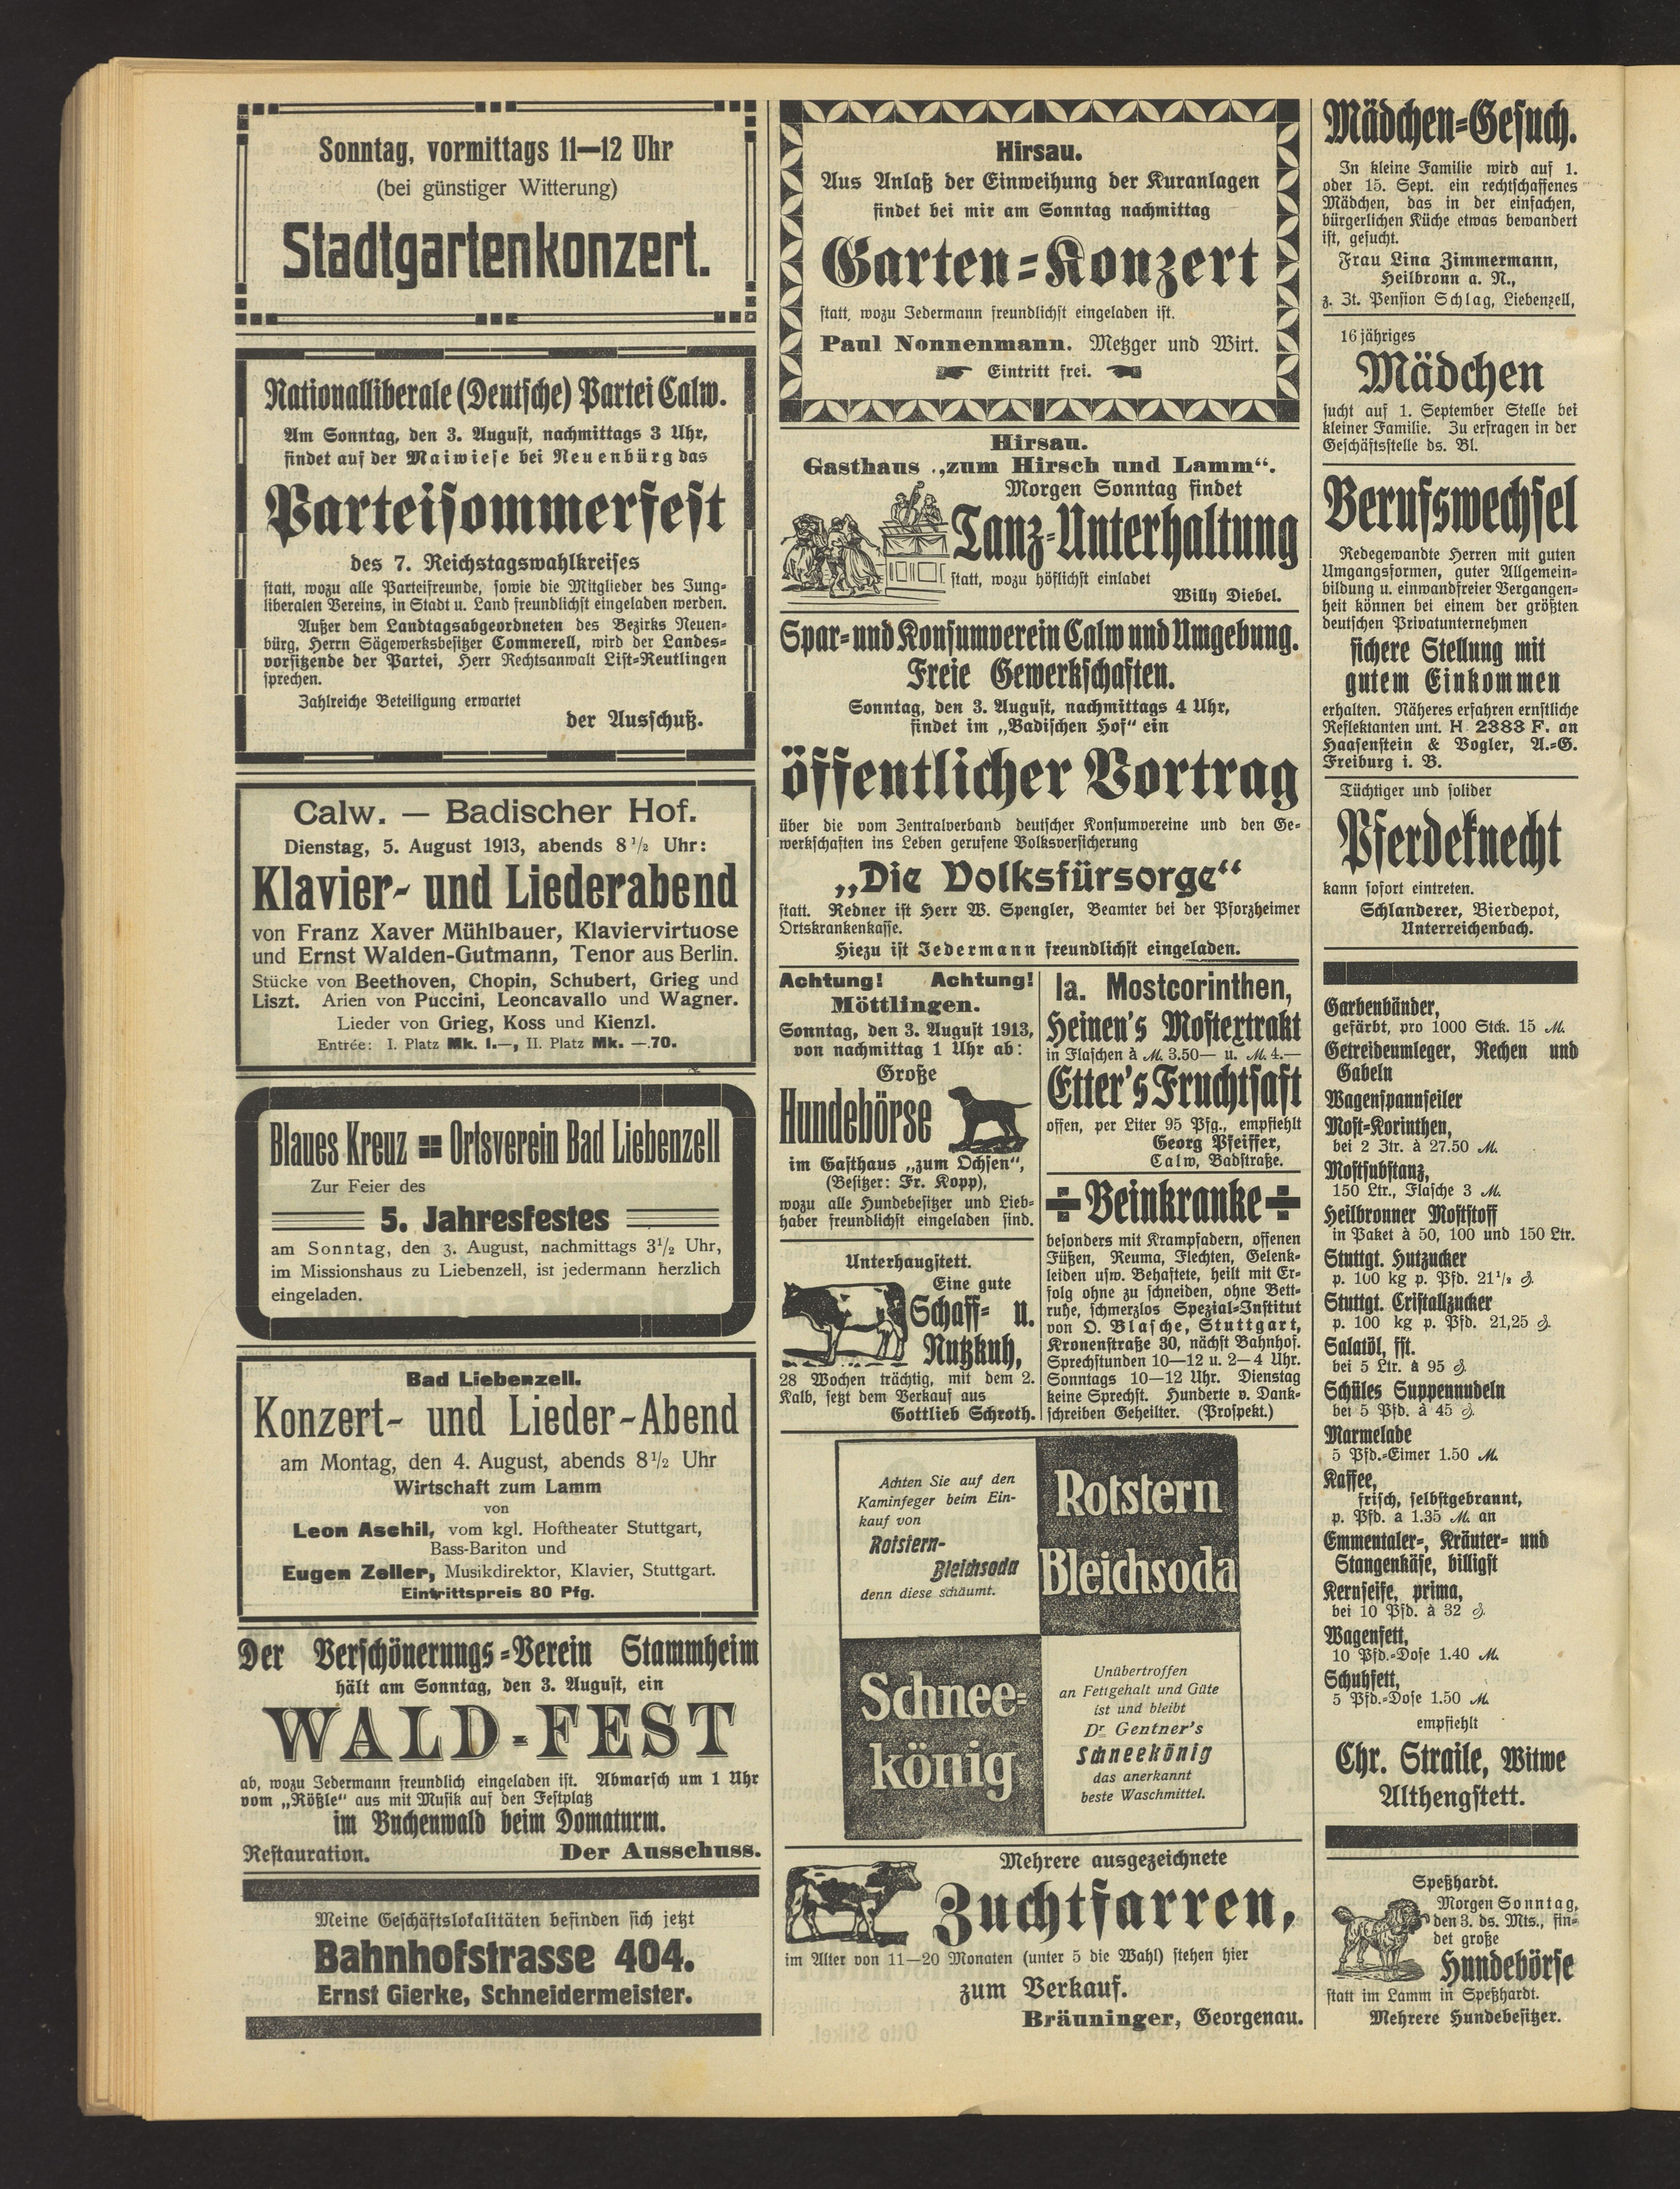 Sonntag, vormittags 11—12 Uhr
(bei günstiger Witterung)
Stadtgartenkonzert.
Nationalliberale (Deutsche) Partei Calw.
Am Sonntag, den 3. August, nachmittags 3 Uhr,
findet auf der Maiwiese bei Neuenbürg das
Parteisommerfest
des 7. Reichstagswahlkreises
statt, wozu alle Parteifreunde, sowie die Mitglieder des Jung-
liberalen Vereins, in Stadt u. Land freundlichst eingeladen werden.
Außer dem Landtagsabgeordneten des Bezirks Neuen-
bürg, Herrn Sägewerksbesitzer Commerell, wird der Landes-
vorsitzende der Partei, Herr Rechtsanwalt List-Reutlingen
sprechen.
Zahlreiche Beteiligung erwartet
der Ausschuß.
Calw. — Badischer Hof.
Dienstag, 5. August 1913, abends 8 1/2 Uhr:
Klavier- und Liederabend
von Franz Xaver Mühlbauer, Klaviervirtuose
und Ernst Walden-Gutmann, Tenor aus Berlin.
Stücke von Beethoven, Chopin, Schubert, Grieg und
Liszt. Arien von Puccini, Leoncavallo und Wagner.
Lieder von Grieg, Koss und Kienzl.
Entrée: I. Platz Mk. 1.—, II. Platz Mk. —.70.
Blaues Kreuz == Ortsverein Bad Liebenzell
Zur Feier des
5. Jahresfestes
am Sonntag, den 3. August, nachmittags 3 1/2 Uhr,
im Missionshaus zu Liebenzell, ist jedermann herzlich
eingeladen.
Bad Liebenzell.
Konzert- und Lieder-Abend
am Montag, den 4. August, abends 8 1/2 Uhr
Wirtschaft zum Lamm
von
Leon Aschil, vom kgl. Hoftheater Stuttgart,
Bass-Bariton und
Eugen Zeller, Musikdirektor, Klavier, Stuttgart.
Eintrittspreis 80 Pfg.
Der Verschönerungs-Verein Stammheim
hält am Sonntag, den 3. August, ein
WALD-FEST
ab, wozu Jedermann freundlich eingeladen ist. Abmarsch um 1 Uhr
vom „Rößle“ aus mit Musik auf den Festplatz
im Buchenwald beim Domaturm.
Restauration. Der Ausschuss.
Meine Geschäftslokalitäten befinden sich jetzt
Bahnhofstrasse 404.
Ernst Gierke, Schneidermeister.
Hirsau.
Aus Anlaß der Einweihung der Kuranlagen
findet bei mir am Sonntag nachmittag
Garten-Konzert
statt, wozu Jedermann freundlichst eingeladen ist.
Paul Nonnenmann. Metzger und Wirt.
Eintritt frei.
Hirsau.
Gasthaus „zum Hirsch und Lamm“.
Morgen Sonntag findet
Tanz-Unterhaltung
statt, wozu höflichst einladet
Willy Diebel.
Spar- und Konsumverein Calw und Umgebung.
Freie Gewerkschaften.
Sonntag, den 3. August, nachmittags 4 Uhr,
findet im „Badischen Hof“ ein
öffentlicher Vortrag
über die vom Zentralverband deutscher Konsumvereine und den Ge-
werkschaften ins Leben gerufene Volksversicherung
„Die Volksfürsorge“
statt. Redner ist Herr W. Spengler, Beamter bei der Pforzheimer
Ortskrankenkasse.
Hiezu ist Jedermann freundlichst eingeladen.
Achtung! Achtung!
Möttlingen.
Sonntag, den 3. August 1913,
von nachmittag 1 Uhr ab:
Große
Hundebörse
im Gasthaus „zum Ochsen“,
(Besitzer: Fr. Kopp),
wozu alle Hundebesitzer und Lieb-
haber freundlichst eingeladen sind.
Unterhaugstett.
Eine gute
Schaff- u.
Nutzkuh,
28 Wochen trächtig, mit dem 2.
Kalb, setzt dem Verkauf aus
Gottlieb Schroth.
Ia. Mostcorinthen,
Heinen's Mostextrakt
in Flaschen à M. 3.50— u. M. 4.—
Etter's Fruchtsaft
offen, per Liter 95 Pfg., empfiehlt
Georg Pfeiffer,
Calw, Badstraße.
÷ Beinkranke ÷
besonders mit Krampfadern, offenen
Füßen, Reuma, Flechten, Gelenk-
leiden usw. Behaftete, heilt mit Er-
folg ohne zu schneiden, ohne Bett-
ruhe, schmerzlos Spezial-Institut
von O. Blasche, Stuttgart,
Kronenstraße 30, nächst Bahnhof.
Sprechstunden 10—12 u. 2—4 Uhr.
Sonntags 10—12 Uhr. Dienstag
keine Sprechst. Hunderte v. Dank-
schreiben Geheilter. (Prospekt.)
Achten Sie auf den
Kaminfeger beim Ein-
kauf von
Rotstern-
Bleichsoda
denn diese schäumt.
Rotstern
Bleichsoda
Schnee-
könig
Unübertroffen
an Fettgehalt und Güte
ist und bleibt
Dr Gentner's
Schneekönig
das anerkannt
beste Waschmittel.
Mehrere ausgezeichnete
Zuchtfarren,
im Alter von 11—20 Monaten (unter 5 die Wahl) stehen hier
zum Verkauf.
Bräuninger, Georgenau.
Mädchen-Gesuch.
In kleine Familie wird auf 1.
oder 15. Sept. ein rechtschaffenes
Mädchen, das in der einfachen,
bürgerlichen Küche etwas bewandert
ist, gesucht.
Frau Lina Zimmermann,
Heilbronn a. N.,
z. Zt. Pension Schlag, Liebenzell,
16 jähriges
Mädchen
sucht auf 1. September Stelle bei
kleiner Familie. Zu erfragen in der
Geschäftsstelle ds. Bl.
Berufswechsel
Redegewandte Herren mit guten
Umgangsformen, guter Allgemein-
bildung u. einwandfreier Vergangen-
heit können bei einem der größten
deutschen Privatunternehmen
sichere Stellung mit
gutem Einkommen
erhalten. Näheres erfahren ernstliche
Reflektanten unt. H 2383 F. an
Haasenstein & Vogler, A.-G.
Freiburg i. B.
Tüchtiger und solider
Pferdeknecht
kann sofort eintreten.
Schlanderer, Bierdepot,
Unterreichenbach.
Garbenbänder,
gefärbt, pro 1000 Stck. 15 M.
Getreideumleger, Rechen und
Gabeln
Wagenspannseiler
Most-Korinthen,
bei 2 Ztr. à 27.50 M.
Mostsubstanz,
150 Ltr., Flasche 3 M.
Heilbronner Moststoff
in Paket à 50, 100 und 150 Ltr.
Stuttgt. Hutzucker
p. 100 kg p. Pfd. 21 1/2 ₰.
Stuttgt. Cristallzucker
p. 100 kg p. Pfd. 21,25 ₰.
Salatöl, fst.
bei 5 Ltr. à 95 ₰
Schüles Suppennudeln
bei 5 Pfd. à 45 ₰.
Marmelade
5 Pfd.-Eimer 1.50 M.
Kaffee,
frisch, selbstgebrannt,
p. Pfd. à 1.35 M. an
Emmentaler-, Kräuter- und
Stangenkäse, billigst
Kernseife, prima,
bei 10 Pfd. à 32 ₰.
Wagenfett,
10 Pfd.-Dose 1.40 M.
Schuhfett,
5 Pfd.-Dose 1.50 M.
empfiehlt
Chr. Straile, Witwe
Althengstett.
Speßhardt.
Morgen Sonntag,
den 3. ds. Mts., fin-
det große
Hundebörse
statt im Lamm in Speßhardt.
Mehrere Hundebesitzer.